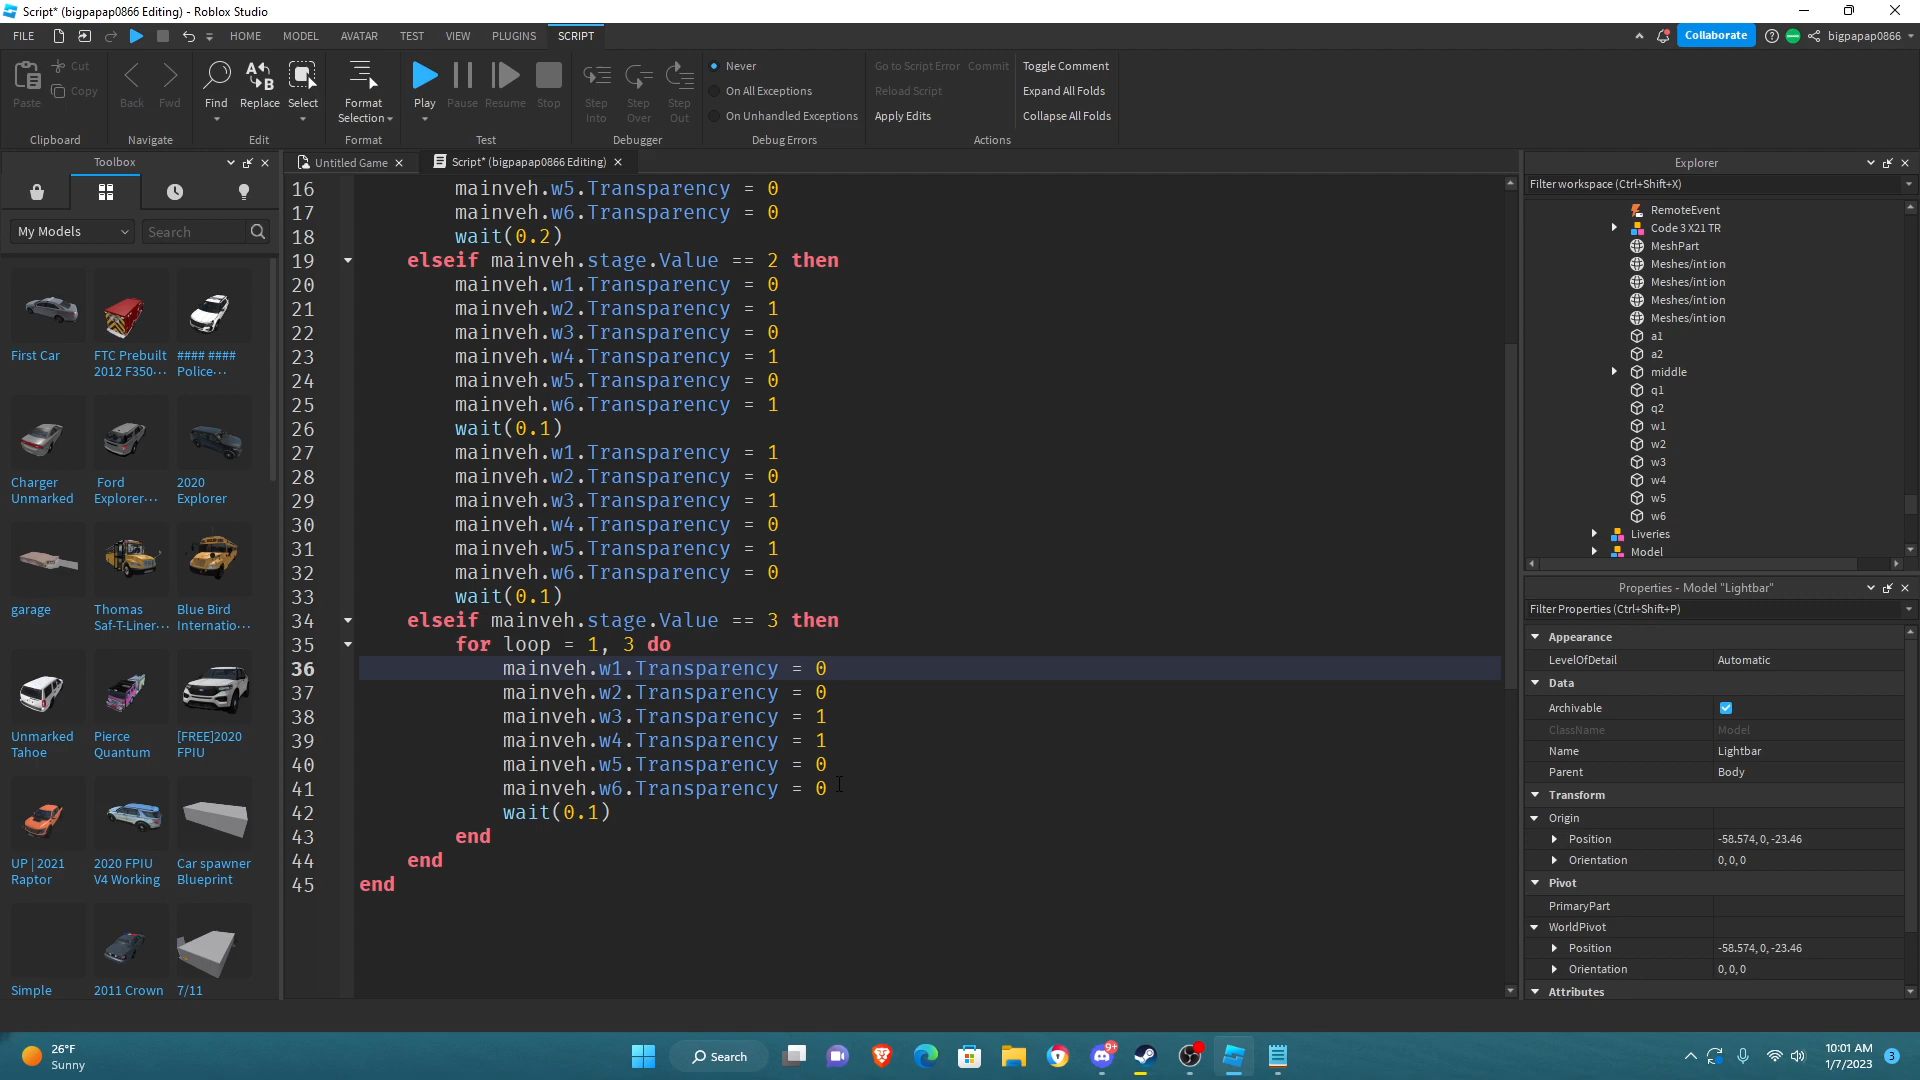 Script* (bigpapap0866 Editing) - Roblox Studio
FILE HOME MODEL AVATAR TEST VIEW PLUGINS SCRIPT Collaborate bigpapap0866
Paste Cut Copy Back Fwd Find Replace Select Format Selection Play Pause Resume Stop Step Into Step Over Step Out
Never Go to Script Error Commit Toggle Comment
On All Exceptions Reload Script Expand All Folds
On Unhandled Exceptions Apply Edits Collapse All Folds
Clipboard Navigate Edit Format Test Debugger Debug Errors Actions
Toolbox
My Models Search
First Car
FTC Prebuilt 2012 F350···
#### #### Police···
Charger Unmarked
Ford Explorer···
2020 Explorer
garage
Thomas Saf-T-Liner···
Blue Bird Internatio···
Unmarked Tahoe
Pierce Quantum
[FREE]2020 FPIU
UP | 2021 Raptor
2020 FPIU V4 Working
Car spawner Blueprint
Simple
2011 Crown
7/11
Untitled Game Script* (bigpapap0866 Editing)
16 mainveh.w5.Transparency = 0
17 mainveh.w6.Transparency = 0
18 wait(0.2)
19 elseif mainveh.stage.Value == 2 then
20 mainveh.w1.Transparency = 0
21 mainveh.w2.Transparency = 1
22 mainveh.w3.Transparency = 0
23 mainveh.w4.Transparency = 1
24 mainveh.w5.Transparency = 0
25 mainveh.w6.Transparency = 1
26 wait(0.1)
27 mainveh.w1.Transparency = 1
28 mainveh.w2.Transparency = 0
29 mainveh.w3.Transparency = 1
30 mainveh.w4.Transparency = 0
31 mainveh.w5.Transparency = 1
32 mainveh.w6.Transparency = 0
33 wait(0.1)
34 elseif mainveh.stage.Value == 3 then
35 for loop = 1, 3 do
36 mainveh.w1.Transparency = 0
37 mainveh.w2.Transparency = 0
38 mainveh.w3.Transparency = 1
39 mainveh.w4.Transparency = 1
40 mainveh.w5.Transparency = 0
41 mainveh.w6.Transparency = 0
42 wait(0.1)
43 end
44 end
45 end
Explorer
Filter workspace (Ctrl+Shift+X)
RemoteEvent
Code 3 X21 TR
MeshPart
Meshes/int ion
Meshes/int ion
Meshes/int ion
Meshes/int ion
a1
a2
middle
q1
q2
w1
w2
w3
w4
w5
w6
Liveries
Model
Properties - Model "Lightbar"
Filter Properties (Ctrl+Shift+P)
Appearance
LevelOfDetail Automatic
Data
Archivable
ClassName Model
Name Lightbar
Parent Body
Transform
Origin
Position -58.574, 0, -23.46
Orientation 0, 0, 0
Pivot
PrimaryPart
WorldPivot
Position -58.574, 0, -23.46
Orientation 0, 0, 0
Attributes
26°F
Sunny
Search
9+
10:01 AM
1/7/2023
3